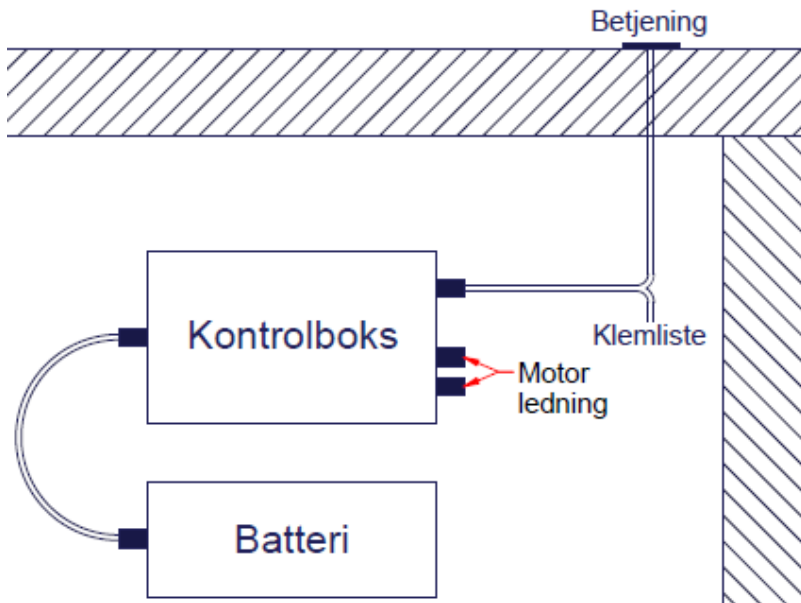 Betjening
Kontrolboks
Klemliste
Motor
ledning
Batteri